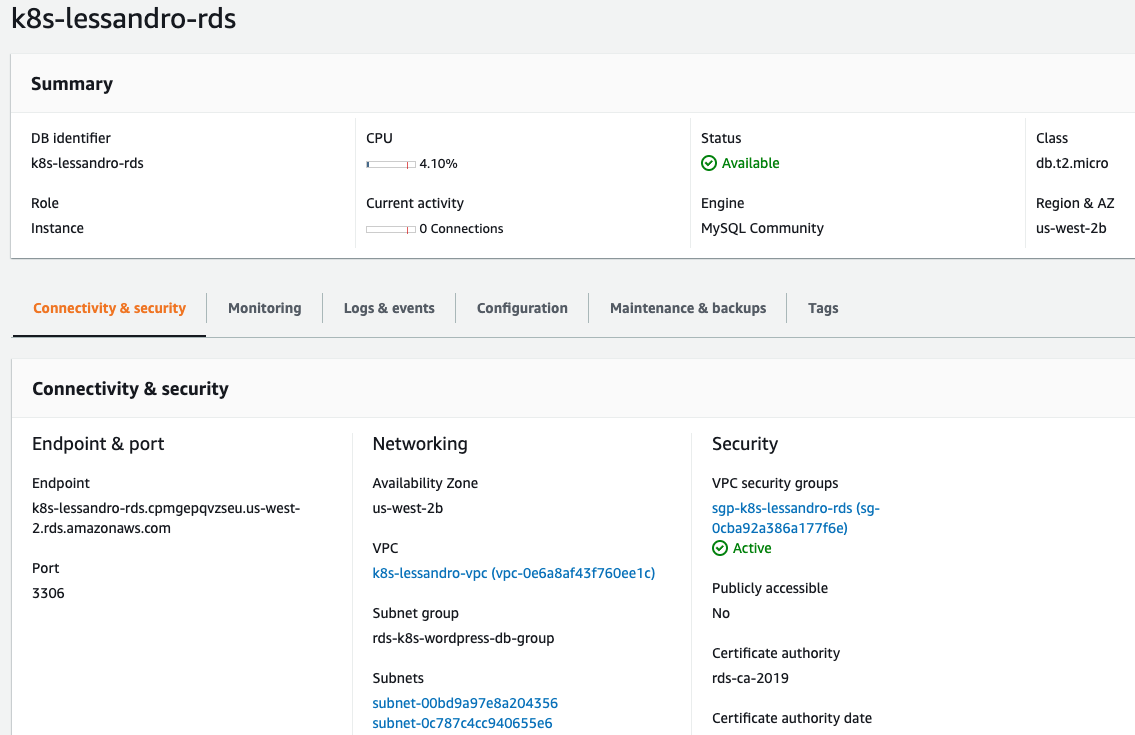 k8s-lessandro-rds
Summary
DB identifier
k8s-lessandro-rds
CPU
4.10%
Status
Available
Class
db.t2.micro
Role
Instance
Current activity
0 Connections
Engine
MySQL Community
Region & AZ
us-west-2b
Connectivity & security
Monitoring
Logs & events
Configuration
Maintenance & backups
Tags
Connectivity & security
Endpoint & port
Endpoint
k8s-lessandro-rds.cpmgepqvzseu.us-west-
2.rds.amazonaws.com
Port
3306
Networking
Availability Zone
us-west-2b
VPC
k8s-lessandro-vpc (vpc-0e6a8af43f760ee1c)
Subnet group
rds-k8s-wordpress-db-group
Subnets
subnet-00bd9a97e8a204356
subnet-0c787c4cc940655e6
Security
VPC security groups
sgp-k8s-lessandro-rds (sg-
0cba92a386a177f6e)
Active
Publicly accessible
No
Certificate authority
rds-ca-2019
Certificate authority date